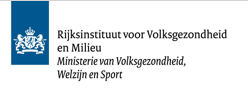 Rijksinstituut voor Volksgezondheid
en Milieu
Ministerie van Volksgezondheid,
Welzijn en Sport